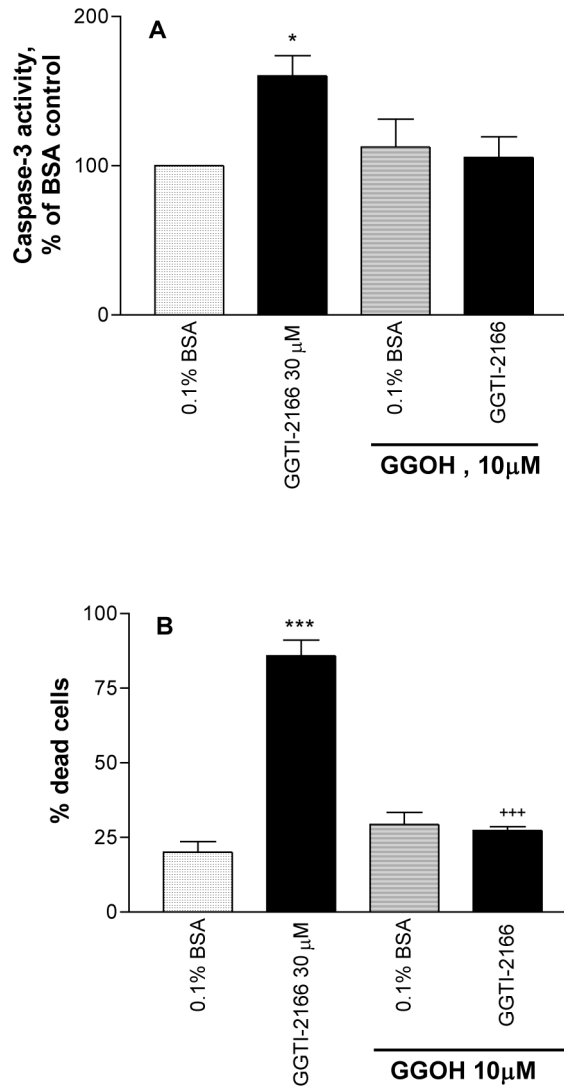 A
*
Caspase-3 activity,
% of BSA control
200
100
0
0.1% BSA
GGTI-2166 30 μM
0.1% BSA
GGTI-2166
GGOH , 10μM
B
***
+++
% dead cells
100
75
50
25
0
0.1% BSA
GGTI-2166 30 μM
0.1% BSA
GGTI-2166
GGOH 10μM